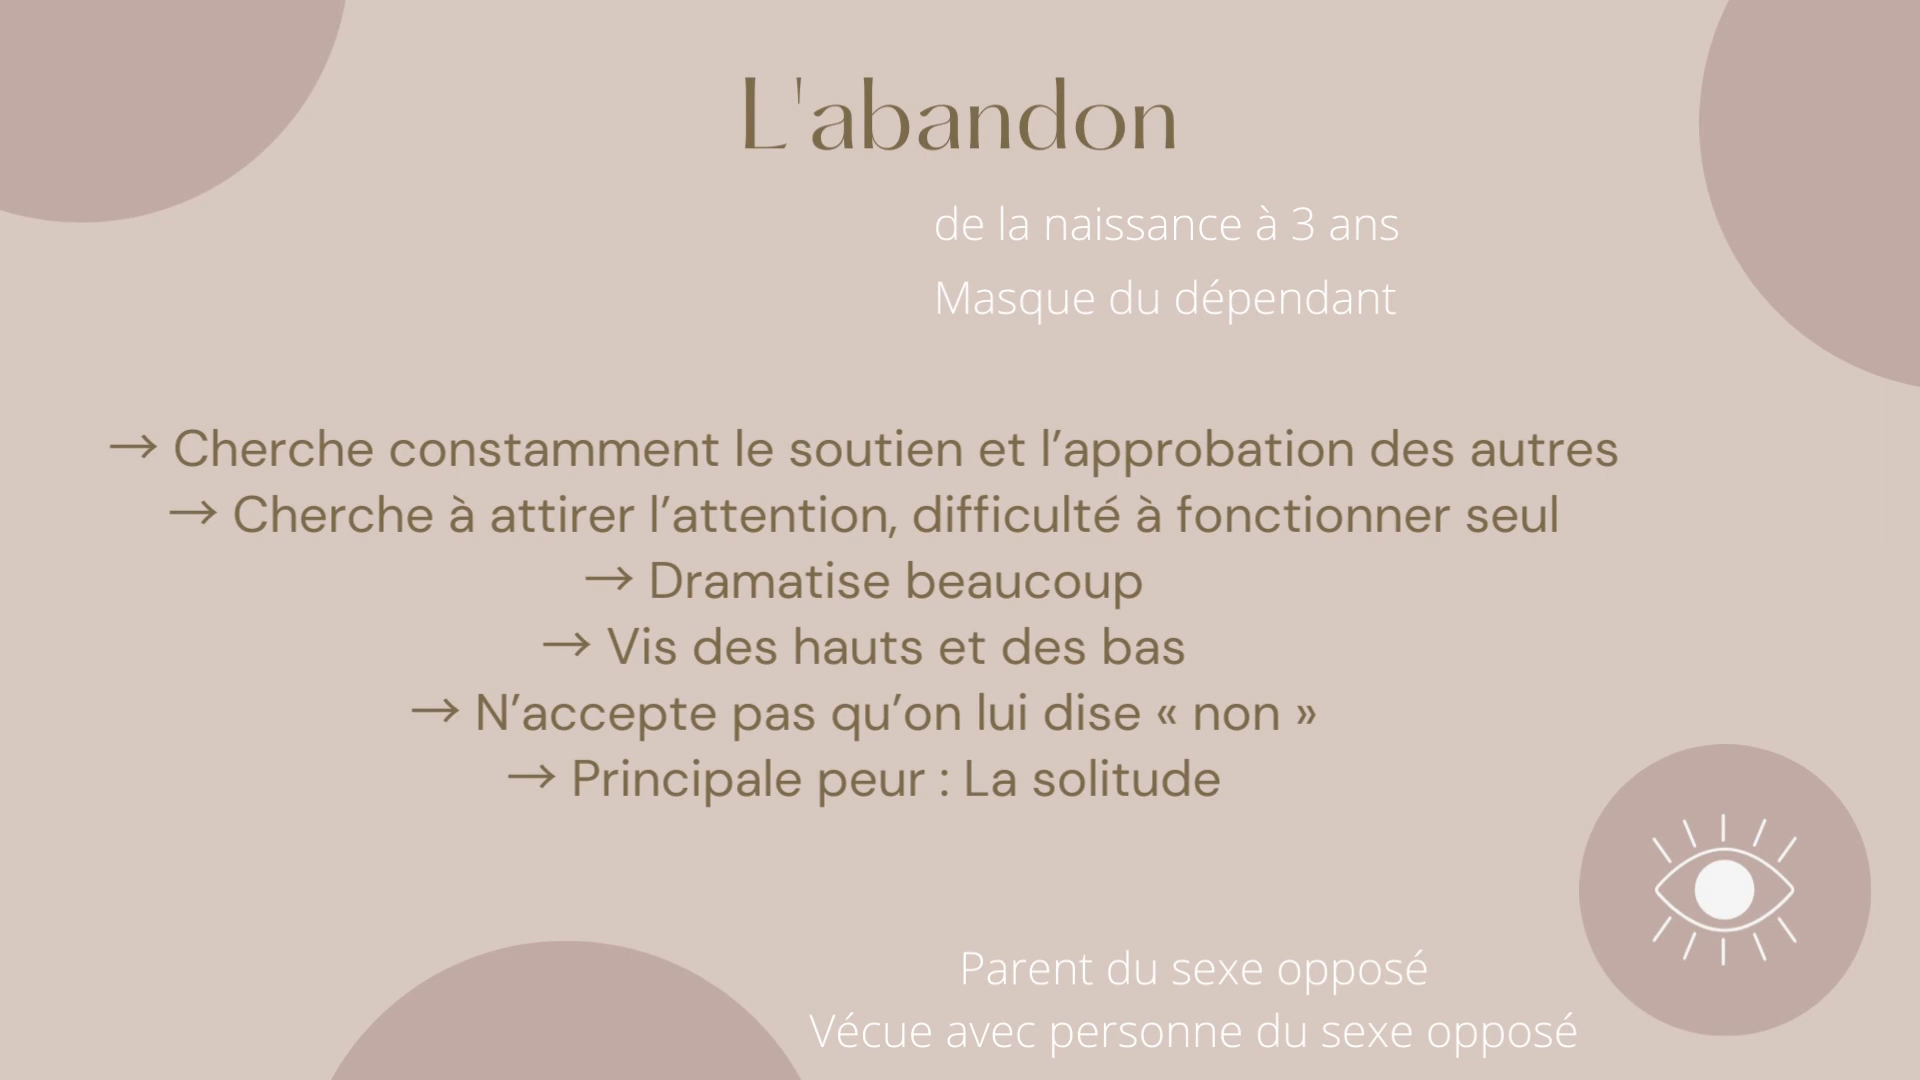 L'abandon
de la naissance à 3 ans
Masque du dépendant
→ Cherche constamment le soutien et l’approbation des autres
→ Cherche à attirer l’attention, difficulté à fonctionner seul
→ Dramatise beaucoup
→ Vis des hauts et des bas
→ N’accepte pas qu’on lui dise « non »
→ Principale peur : La solitude
Parent du sexe opposé
Vécue avec personne du sexe opposé